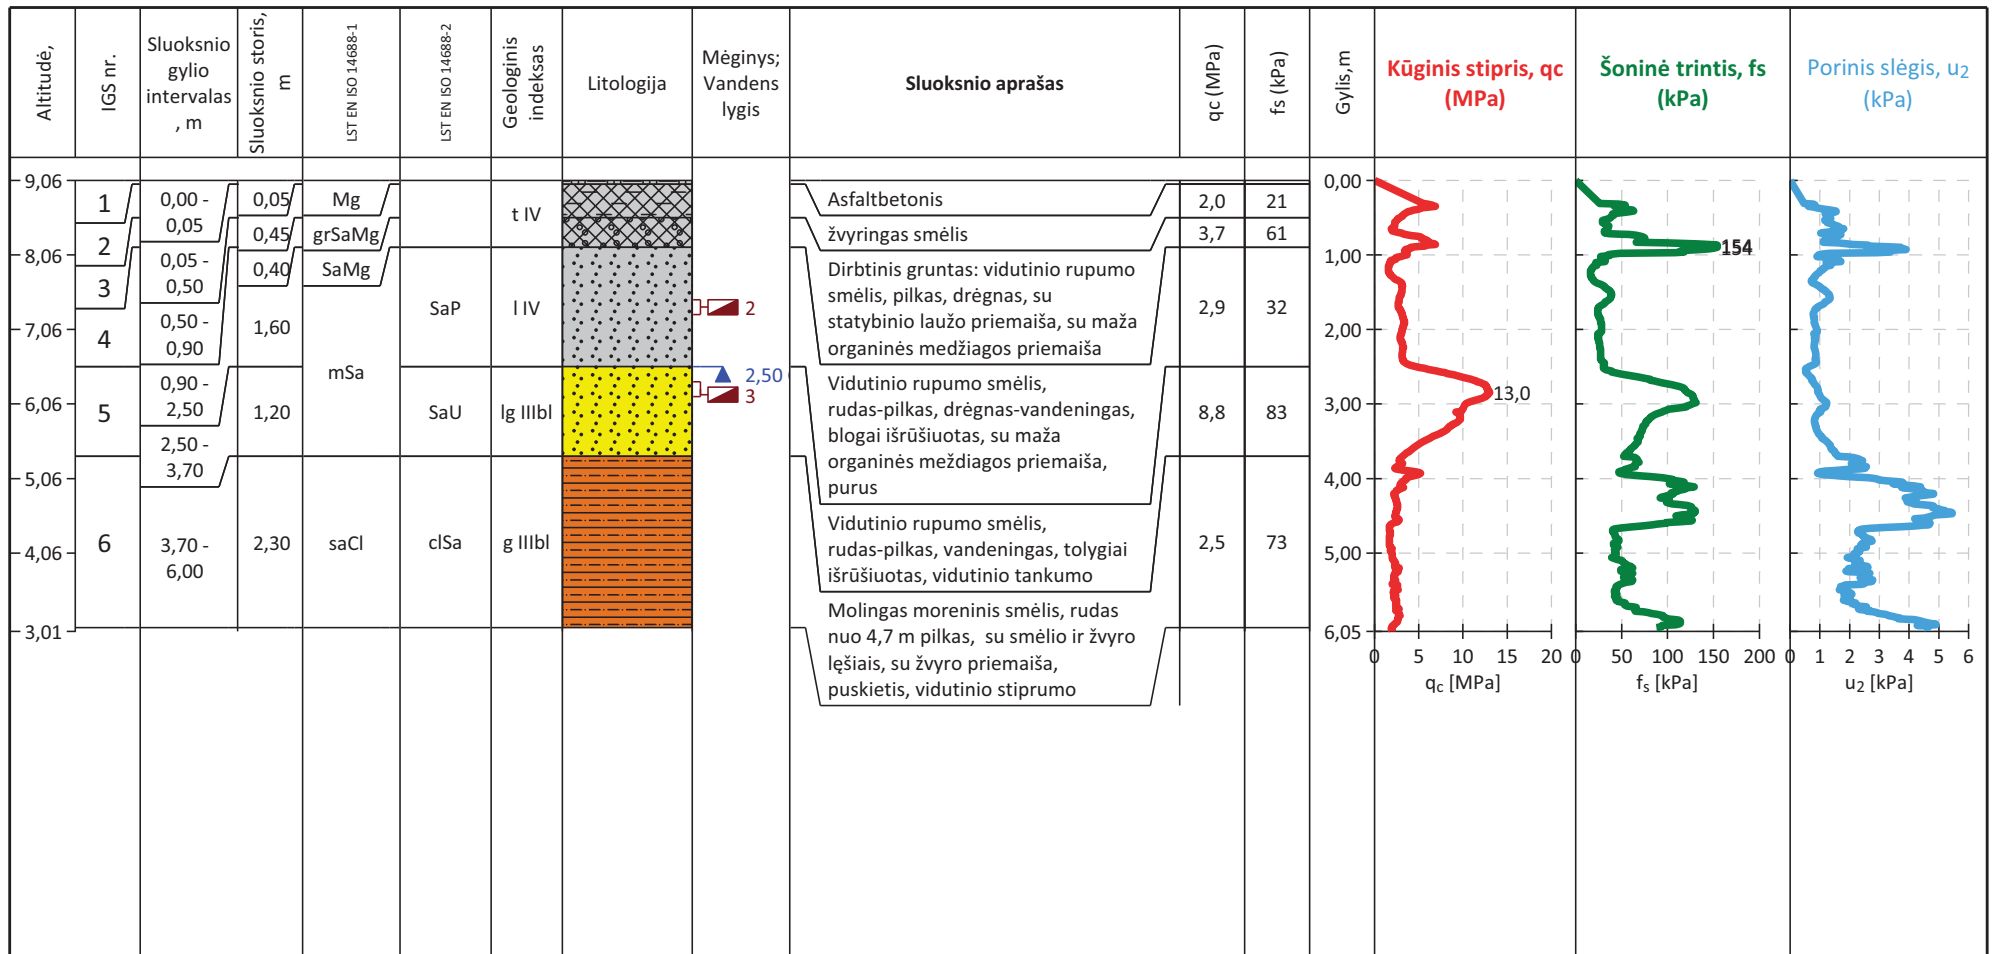 Altitudė,
IGS nr.
Sluoksnio
gylio
intervalas
, m
Sluoksnio storis,
m
LST EN ISO 14688-1
LST EN ISO 14688-2
Geologinis
indeksas
Litologija
Mėginys;
Vandens
lygis
Sluoksnio aprašas
qc (MPa)
fs (kPa)
Gylis,m
Kūginis stipris, qc
(MPa)
Šoninė trintis, fs
(kPa)
Porinis slėgis, u2
(kPa)
9,06
8,06
7,06
6,06
5,06
4,06
3,01
1
2
3
4
5
6
0,00 -
0,05
0,05 -
0,50
0,50 -
0,90
0,90 -
2,50
2,50 -
3,70
3,70 -
6,00
0,05
0,45
0,40
1,60
1,20
2,30
Mg
grSaMg
SaMg
mSa
saCl
SaP
SaU
clSa
t IV
l IV
lg IIIbl
g IIIbl
2
2,50
3
Asfaltbetonis
žvyringas smėlis
Dirbtinis gruntas: vidutinio rupumo
smėlis, pilkas, drėgnas, su
statybinio laužo priemaiša, su maža
organinės medžiagos priemaiša
Vidutinio rupumo smėlis,
rudas-pilkas, drėgnas-vandeningas,
blogai išrūšiuotas, su maža
organinės meždiagos priemaiša,
purus
Vidutinio rupumo smėlis,
rudas-pilkas, vandeningas, tolygiai
išrūšiuotas, vidutinio tankumo
Molingas moreninis smėlis, rudas
nuo 4,7 m pilkas, su smėlio ir žvyro
lęšiais, su žvyro priemaiša,
puskietis, vidutinio stiprumo
2,0
3,7
2,9
8,8
2,5
21
61
32
83
73
0,00
1,00
2,00
3,00
4,00
5,00
6,05
13,0
0 5 10 15 20
qc [MPa]
154
0 50 100 150 200
fs [kPa]
0 1 2 3 4 5 6
u2 [kPa]